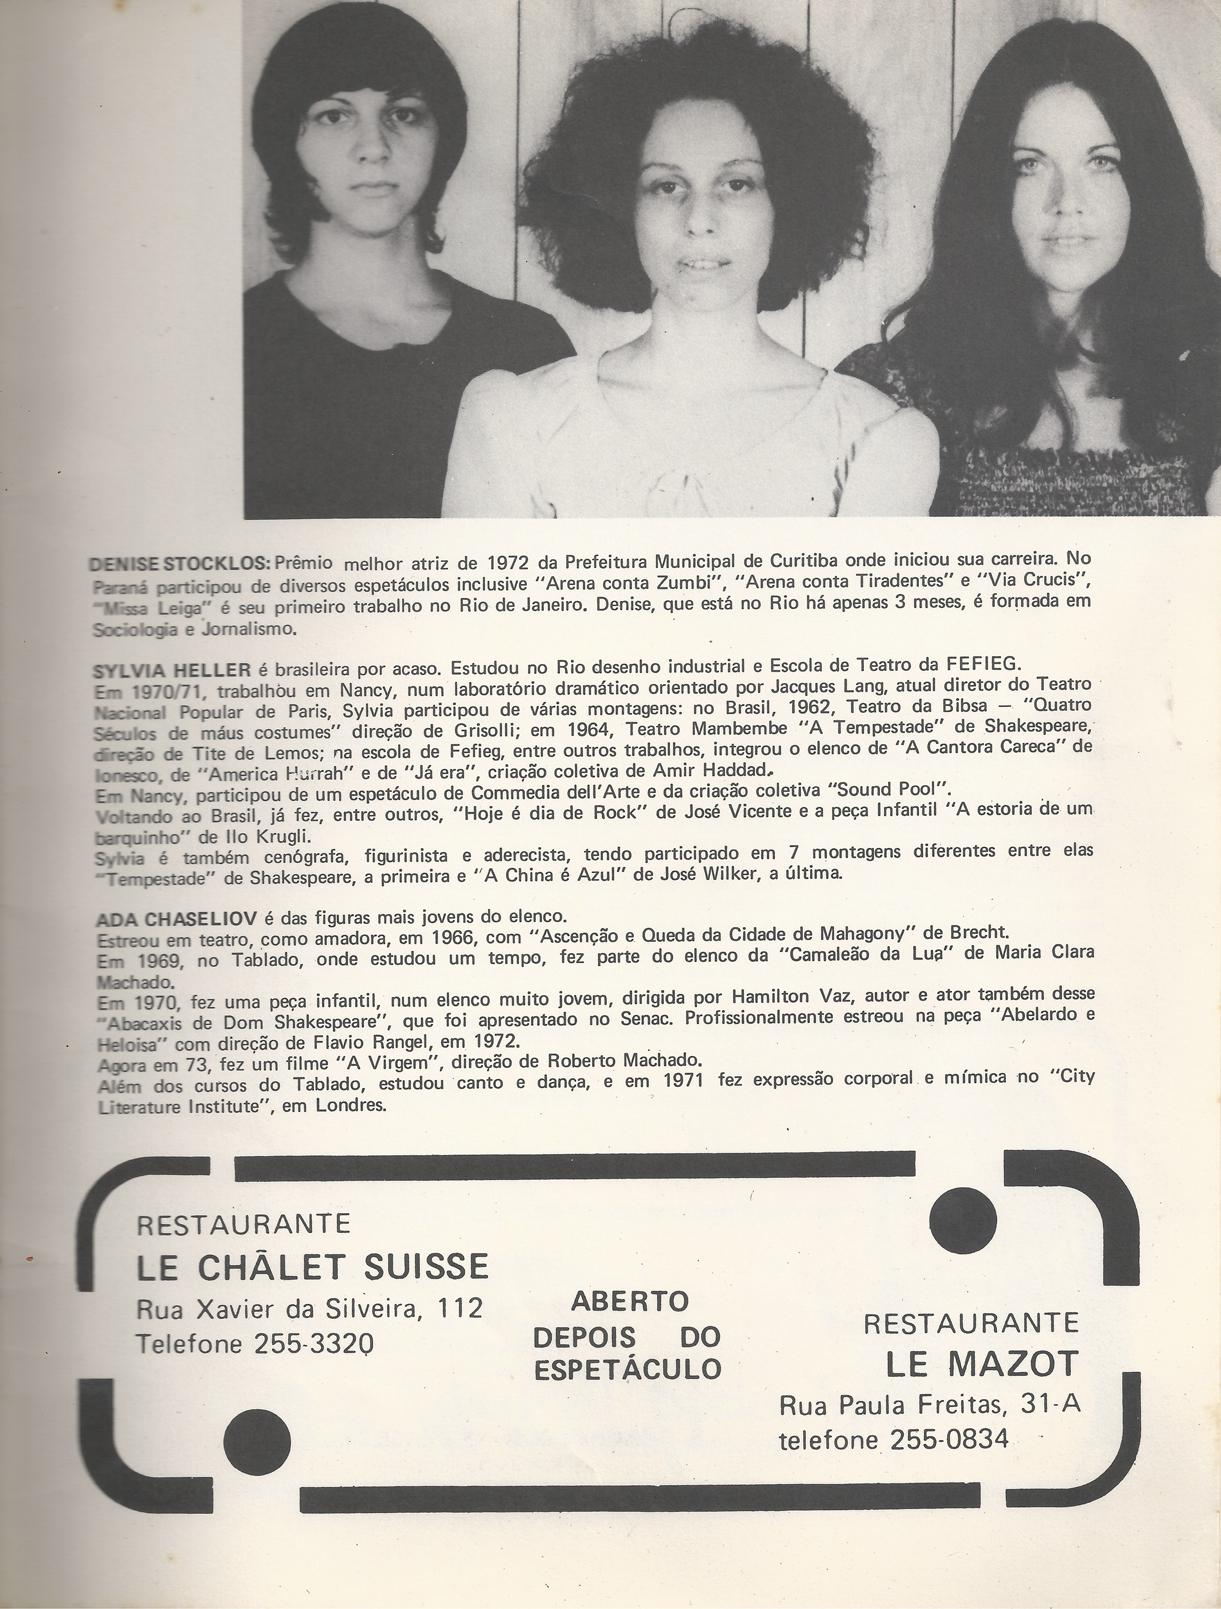 DENISE STOCKLOS: Prêmio melhor atriz de 1972 da Prefeitura Municipal de Curitiba onde iniciou sua carreira. No
Paraná participou de diversos espetáculos inclusive “Arena conta Zumbi”, “Arena conta Tiradentes” e “Via Crucis”,
“Missa Leiga” é seu primeiro trabalho no Rio de Janeiro. Denise, que está no Rio há apenas 3 meses, é formada em
Sociologia e Jornalismo.
SYLVIA HELLER é brasileira por acaso. Estudou no Rio desenho industrial e Escola de Teatro da FEFIEG.
Em 1970/71, trabalhou em Nancy, num laboratório dramático orientado por Jacques Lang, atual diretor do Teatro
Nacional Popular de Paris, Sylvia participou de várias montagens: no Brasil, 1962, Teatro da Bibsa — “Quatro
Séculos de máus costumes” direção de Grisolli; em 1964, Teatro Mambembe “A Tempestade” de Shakespeare,
direção de Tite de Lemos; na escola de Fefieg, entre outros trabalhos, integrou o elenco de “A Cantora Careca” de
Ionesco, de “America Hurrah” e de “Já era”, criação coletiva de Amir Haddad.
Em Nancy, participou de um espetáculo de Commedia dell’Arte e da criação coletiva “Sound Pool”.
Voltando ao Brasil, já fez, entre outros, “Hoje é dia de Rock” de José Vicente e a peça Infantil “A estoria de um
barquinho” de Ilo Krugli.
Sylvia é também cenógrafa, figurinista e aderecista, tendo participado em 7 montagens diferentes entre elas
“Tempestade” de Shakespeare, a primeira e “A China é Azul” de José Wilker, a última.
ADA CHASELIOV é das figuras mais jovens do elenco.
Estreou em teatro, como amadora, em 1966, com “Ascenção e Queda da Cidade de Mahagony” de Brecht.
Em 1969, no Tablado, onde estudou um tempo, fez parte do elenco da “Camaleão da Lua” de Maria Clara
Machado.
Em 1970, fez uma peça infantil, num elenco muito jovem, dirigida por Hamilton Vaz, autor e ator também desse
“Abacaxis de Dom Shakespeare”, que foi apresentado no Senac. Profissionalmente estreou na peça “Abelardo e
Heloisa” com direção de Flavio Rangel, em 1972.
Agora em 73, fez um filme “A Virgem”, direção de Roberto Machado.
Além dos cursos do Tablado, estudou canto e dança, e em 1971 fez expressão corporal e mímica no “City
Literature Institute”, em Londres.
RESTAURANTE
LE CHÂLET SUISSE
Rua Xavier da Silveira, 112
Telefone 255-3320
ABERTO
DEPOIS DO
ESPETÁCULO
RESTAURANTE
LE MAZOT
Rua Paula Freitas, 31-A
telefone 255-0834